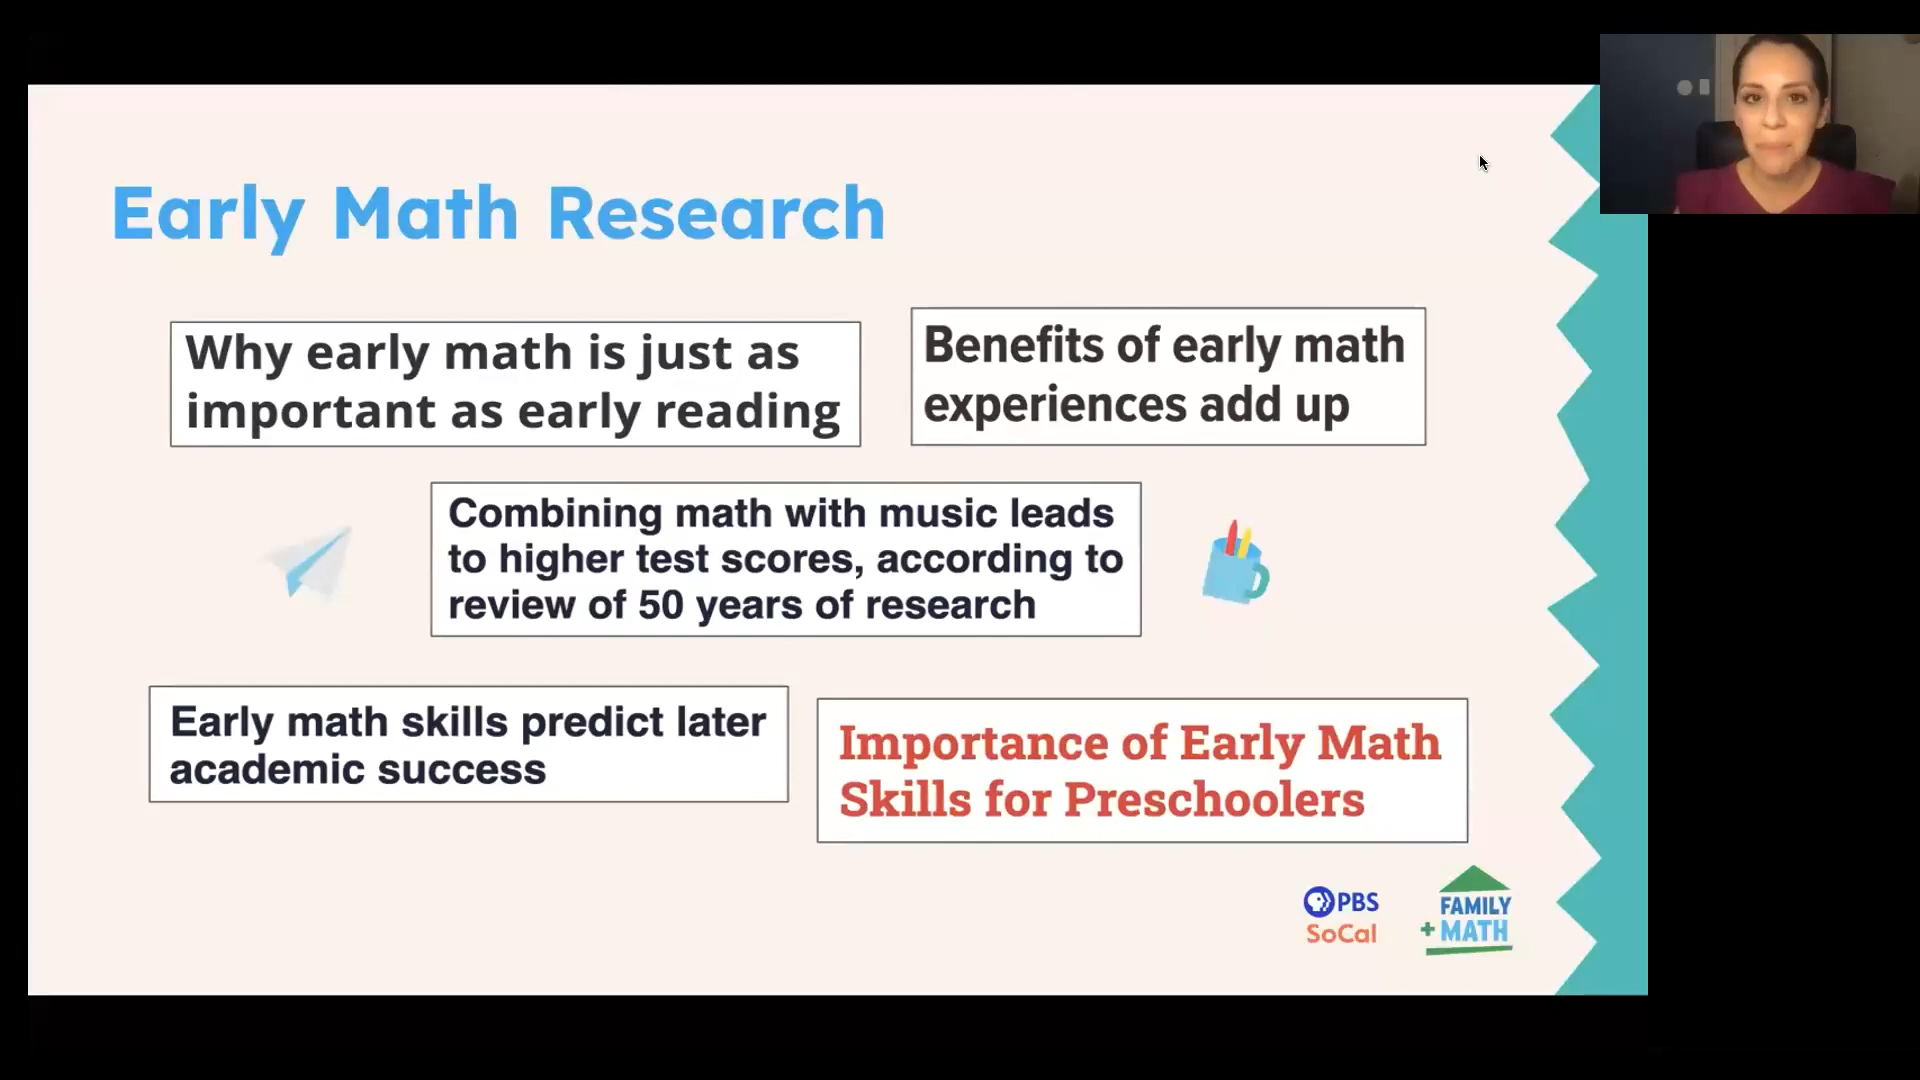 Early Math Research
Why early math is just as
important as early reading
Benefits of early math
experiences add up
Combining math with music leads
to higher test scores, according to
review of 50 years of research
Early math skills predict later
academic success
Importance of Early Math
Skills for Preschoolers
PBS
SoCal
FAMILY
+MATH